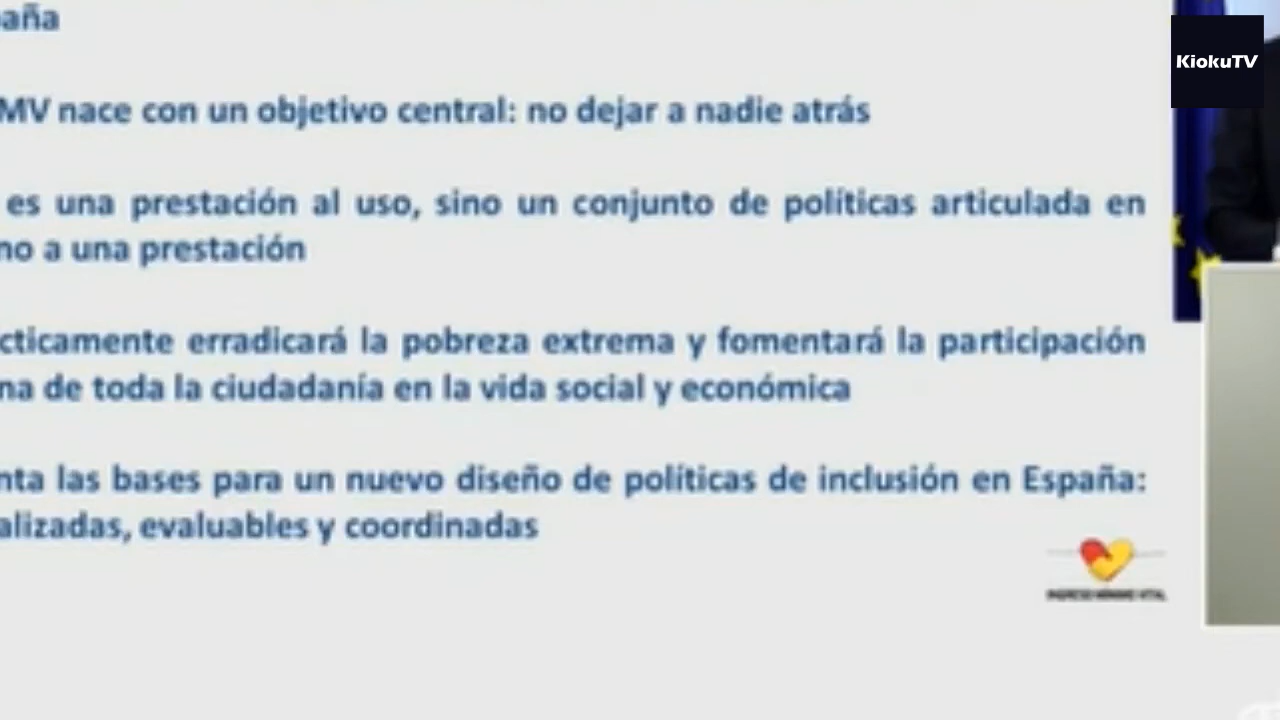 aña
KiokuTV
MV nace con un objetivo central: no dejar a nadie atrás
es una prestación al uso, sino un conjunto de políticas articulada en
no a una prestación
cticamente erradicará la pobreza extrema y fomentará la participación
na de toda la ciudadanía en la vida social y económica
nta las bases para un nuevo diseño de políticas de inclusión en España:
alizadas, evaluables y coordinadas
INGRESO MÍNIMO VITAL